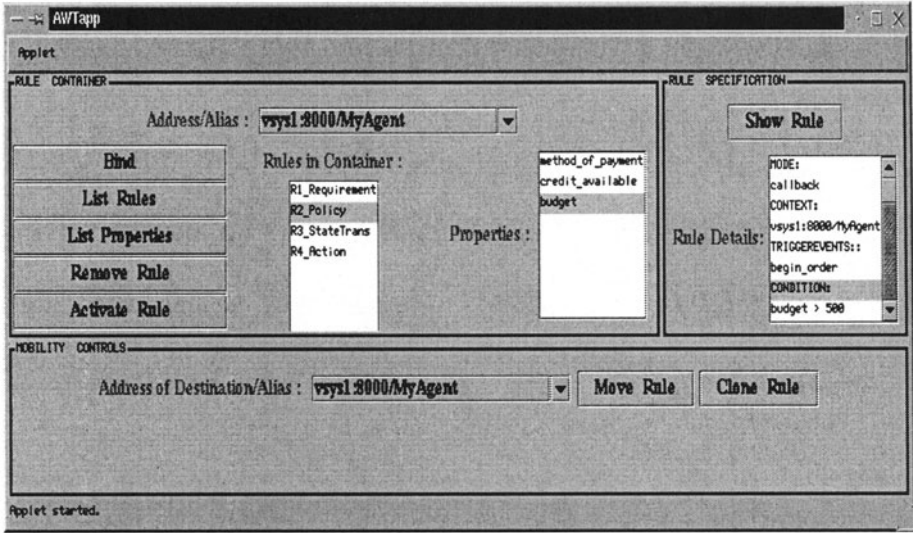 AWTapp
Applet
RULE CONTAINER
Address/Alias : vsys1:8000/MyAgent
Bind
List Rules
List Properties
Remove Rule
Activate Rule
Rules in Container :
R1_Requirement
R2_Policy
R3_StateTrans
R4_Action
Properties :
method_of_payment
credit_available
budget
RULE SPECIFICATION
Show Rule
Rule Details:
MODE:
callback
CONTEXT:
vsys1:8000/MyAgent
TRIGGEREVENTS::
begin_order
CONDITION:
budget > 500
MOBILITY CONTROLS
Address of Destination/Alias : vsys1:8000/MyAgent
Move Rule
Clone Rule
Applet started.